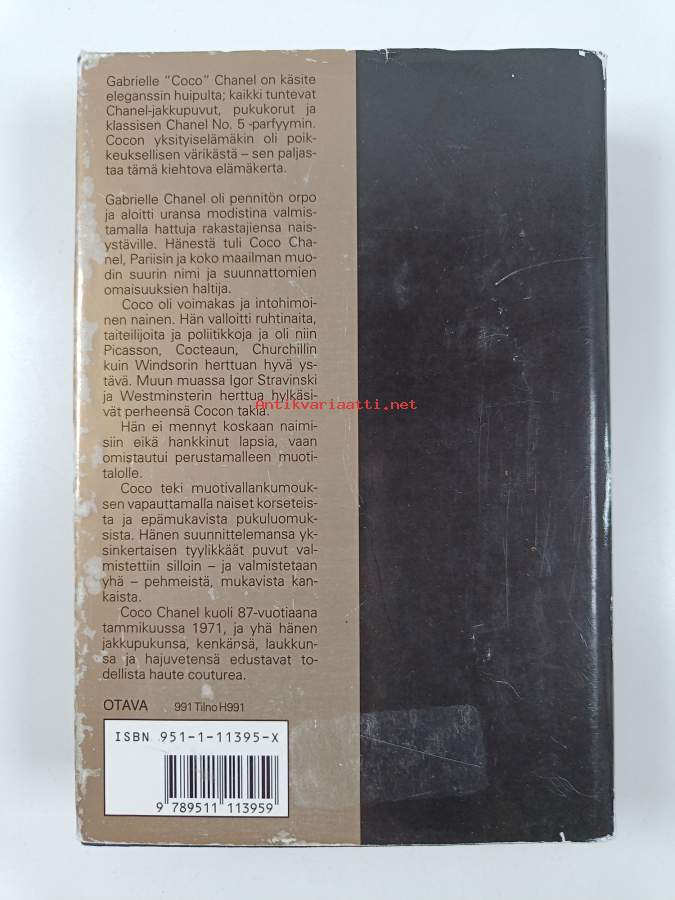 Gabrielle "Coco" Chanel on käsite
eleganssin huipulta; kaikki tuntevat
Chanel-jakkupuvut, pukukorut ja
klassisen Chanel No. 5 -parfyymin.
Cocon yksityiselämäkin oli poik-
keuksellisen värikästä – sen paljas-
taa tämä kiehtova elämäkerta.
Gabrielle Chanel oli pennitön orpo
ja aloitti uransa modistina valmis-
tamalla hattuja rakastajiensa nais-
ystäville. Hänestä tuli Coco Cha-
nel, Pariisin ja koko maailman muo-
din suurin nimi ja suunnattomien
omaisuuksien haltija.
Coco oli voimakas ja intohimoi-
nen nainen. Hän valloitti ruhtinaita,
taiteilijoita ja poliitikkoja ja oli niin
Picasson, Cocteaun, Churchillin
kuin Windsorin herttuan hyvä ys-
tävä. Muun muassa Igor Stravinski
ja Westminsterin herttua hylkäsi-
vät perheensä Cocon takia.
Antikvariaatti.net
Hän ei mennyt koskaan naimi-
siin eikä hankkinut lapsia, vaan
omistautui perustamalleen muoti-
talolle.
Coco teki muotivallankumouk-
sen vapauttamalla naiset korseteis-
ta ja epämukavista pukuluomuk-
sista. Hänen suunnittelemansa yk-
sinkertaisen tyylikkäät puvut val-
mistettiin silloin – ja valmistetaan
yhä – pehmeistä, mukavista kan-
kaista.
Coco Chanel kuoli 87-vuotiaana
tammikuussa 1971, ja yhä hänen
jakkupukunsa, kenkänsä, laukkun-
sa ja hajuvetensä edustavat to-
dellista haute couturea.
OTAVA 991 Tilno H991
ISBN 951-1-11395-X
9 789511 113959